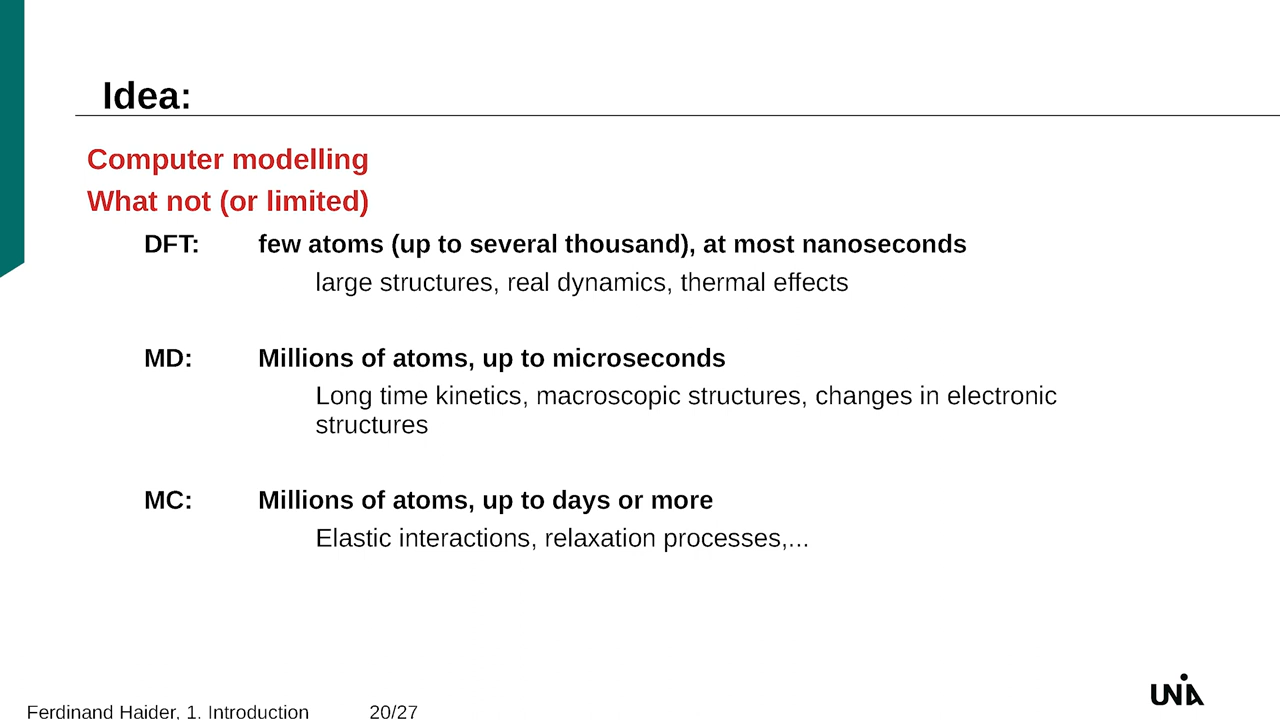 Idea:
Computer modelling
What not (or limited)
DFT: few atoms (up to several thousand), at most nanoseconds
large structures, real dynamics, thermal effects
MD: Millions of atoms, up to microseconds
Long time kinetics, macroscopic structures, changes in electronic
structures
MC: Millions of atoms, up to days or more
Elastic interactions, relaxation processes,...
UNIA
Ferdinand Haider, 1. Introduction 20/27